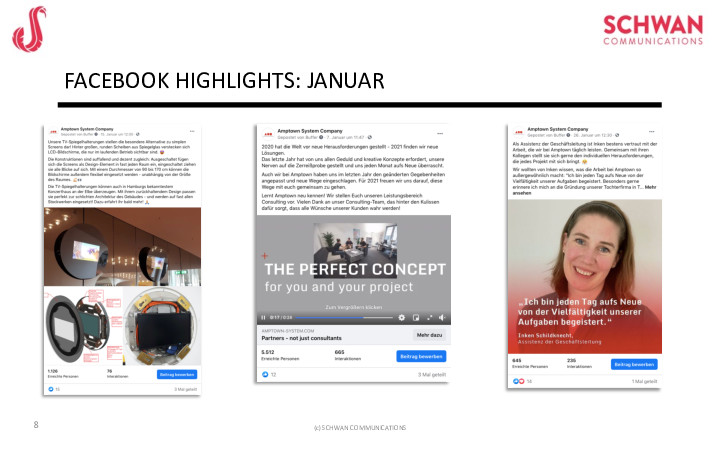 SCHWAN
COMMUNICATIONS
FACEBOOK HIGHLIGHTS: JANUAR
Amptown System Company
Gepostet von Buffer · 15. Januar um 12:30 ·
Unsere TV-Spiegelhalterungen stellen die besondere Alternative zu simplen
Screens dar! Hinter großen, runden Scheiben aus Spiegelglas verstecken sich
LCD-Bildschirme, die nur im laufenden Betrieb sichtbar sind.
Die Konstruktionen sind auffallend und dezent zugleich: Ausgeschaltet fügen
sich die Screens als Design-Element in fast jeden Raum ein, eingeschaltet ziehen
sie alle Blicke auf sich. Mit einem Durchmesser von 90 bis 170 cm können die
Bildschirme außerdem flexibel eingesetzt werden - unabhängig von der Größe
des Raumes.
Die TV-Spiegelhalterungen können auch in Hamburgs bekanntestem
Konzerthaus an der Elbe überzeugen. Mit ihrem zurückhaltendem Design passen
sie perfekt zur schlichten Architektur des Gebäudes - und werden auf fast allen
Stockwerken eingesetzt! Dazu erfahrt ihr bald mehr!
1.126
Erreichte Personen
76
Interaktionen
Beitrag bewerben
15
3 Mal geteilt
Amptown System Company
Gepostet von Buffer · 7. Januar um 11:47 ·
2020 hat die Welt vor neue Herausforderungen gestellt - 2021 finden wir neue
Lösungen.
Das letzte Jahr hat von uns allen Geduld und kreative Konzepte erfordert, unsere
Nerven auf die Zerreißprobe gestellt und uns jeden Monat aufs Neue überrascht.
Auch wir bei Amptown haben uns im letzten Jahr den geänderten Gegebenheiten
angepasst und neue Wege eingeschlagen. Für 2021 freuen wir uns darauf, diese
Wege mit euch gemeinsam zu gehen.
Lernt Amptown neu kennen! Wir stellen Euch unseren Leistungsbereich
Consulting vor. Vielen Dank an unser Consulting-Team, das hinter den Kulissen
dafür sorgt, dass alle Wünsche unserer Kunden wahr werden!
THE PERFECT CONCEPT
for you and your project
Zum Vergrößern klicken
0:17 / 0:24
AMPTOWN-SYSTEM.COM
Partners - not just consultants
Mehr dazu
5.512
Erreichte Personen
665
Interaktionen
Beitrag bewerben
12
3 Mal geteilt
Amptown System Company
Gepostet von Buffer · 26. Januar um 12:30 ·
Als Assistenz der Geschäftsleitung ist Inken bestens vertraut mit der
Arbeit, die wir bei Amptown täglich leisten. Gemeinsam mit ihren
Kollegen stellt sie sich gerne den individuellen Herausforderungen,
die jedes Projekt mit sich bringt.
Wir wollten von Inken wissen, was die Arbeit bei Amptown so
außergewöhnlich macht: "Ich bin jeden Tag aufs Neue von der
Vielfältigkeit unserer Aufgaben begeistert. Besonders gerne
erinnere ich mich an die Gründung unserer Tochterfirma in T... Mehr
ansehen
„Ich bin jeden Tag aufs Neue
von der Vielfältigkeit unserer
Aufgaben begeistert."
Inken Schildknecht,
Assistenz der Geschäftsleitung
645
Erreichte Personen
235
Interaktionen
Beitrag bewerben
14
1 Mal geteilt
8
(c) SCHWAN COMMUNICATIONS